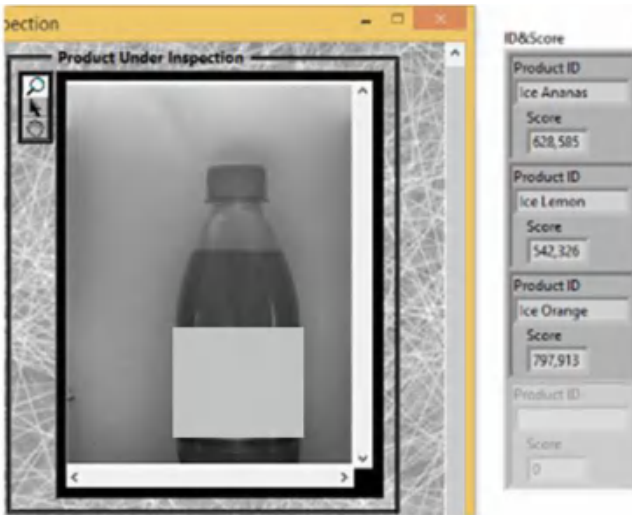 pection
Product Under Inspection
ID&Score
Product ID
Ice Ananas
Score
628,585
Product ID
Ice Lemon
Score
542,326
Product ID
Ice Orange
Score
797,913
Product ID
Score
0